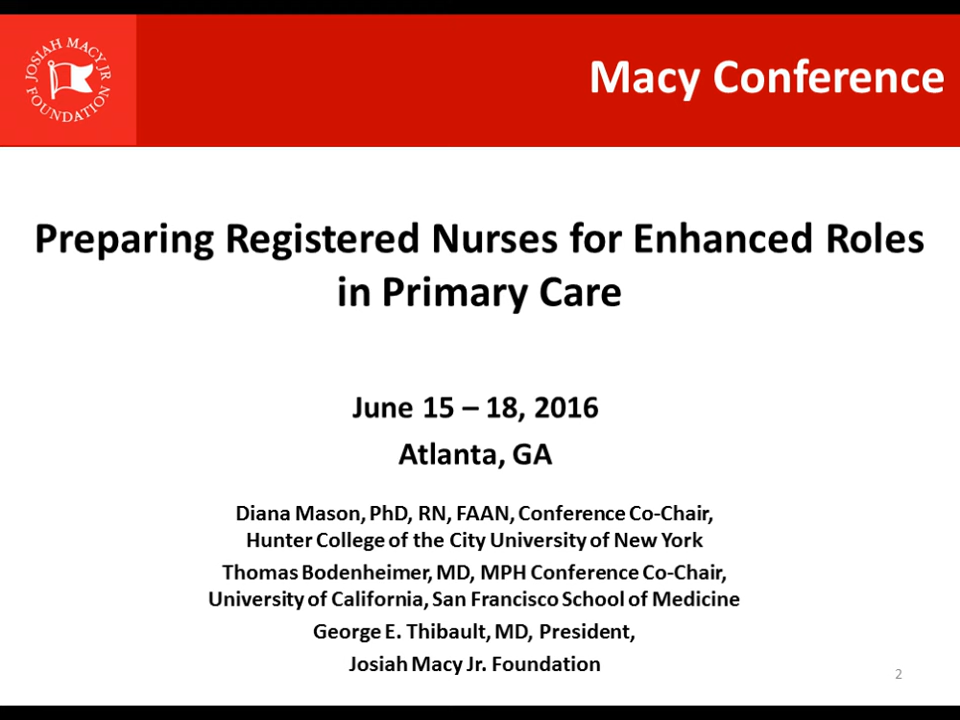 JOSIAH MACY JR
FOUNDATION
Macy Conference
Preparing Registered Nurses for Enhanced Roles
in Primary Care
June 15 – 18, 2016
Atlanta, GA
Diana Mason, PhD, RN, FAAN, Conference Co-Chair,
Hunter College of the City University of New York
Thomas Bodenheimer, MD, MPH Conference Co-Chair,
University of California, San Francisco School of Medicine
George E. Thibault, MD, President,
Josiah Macy Jr. Foundation
2